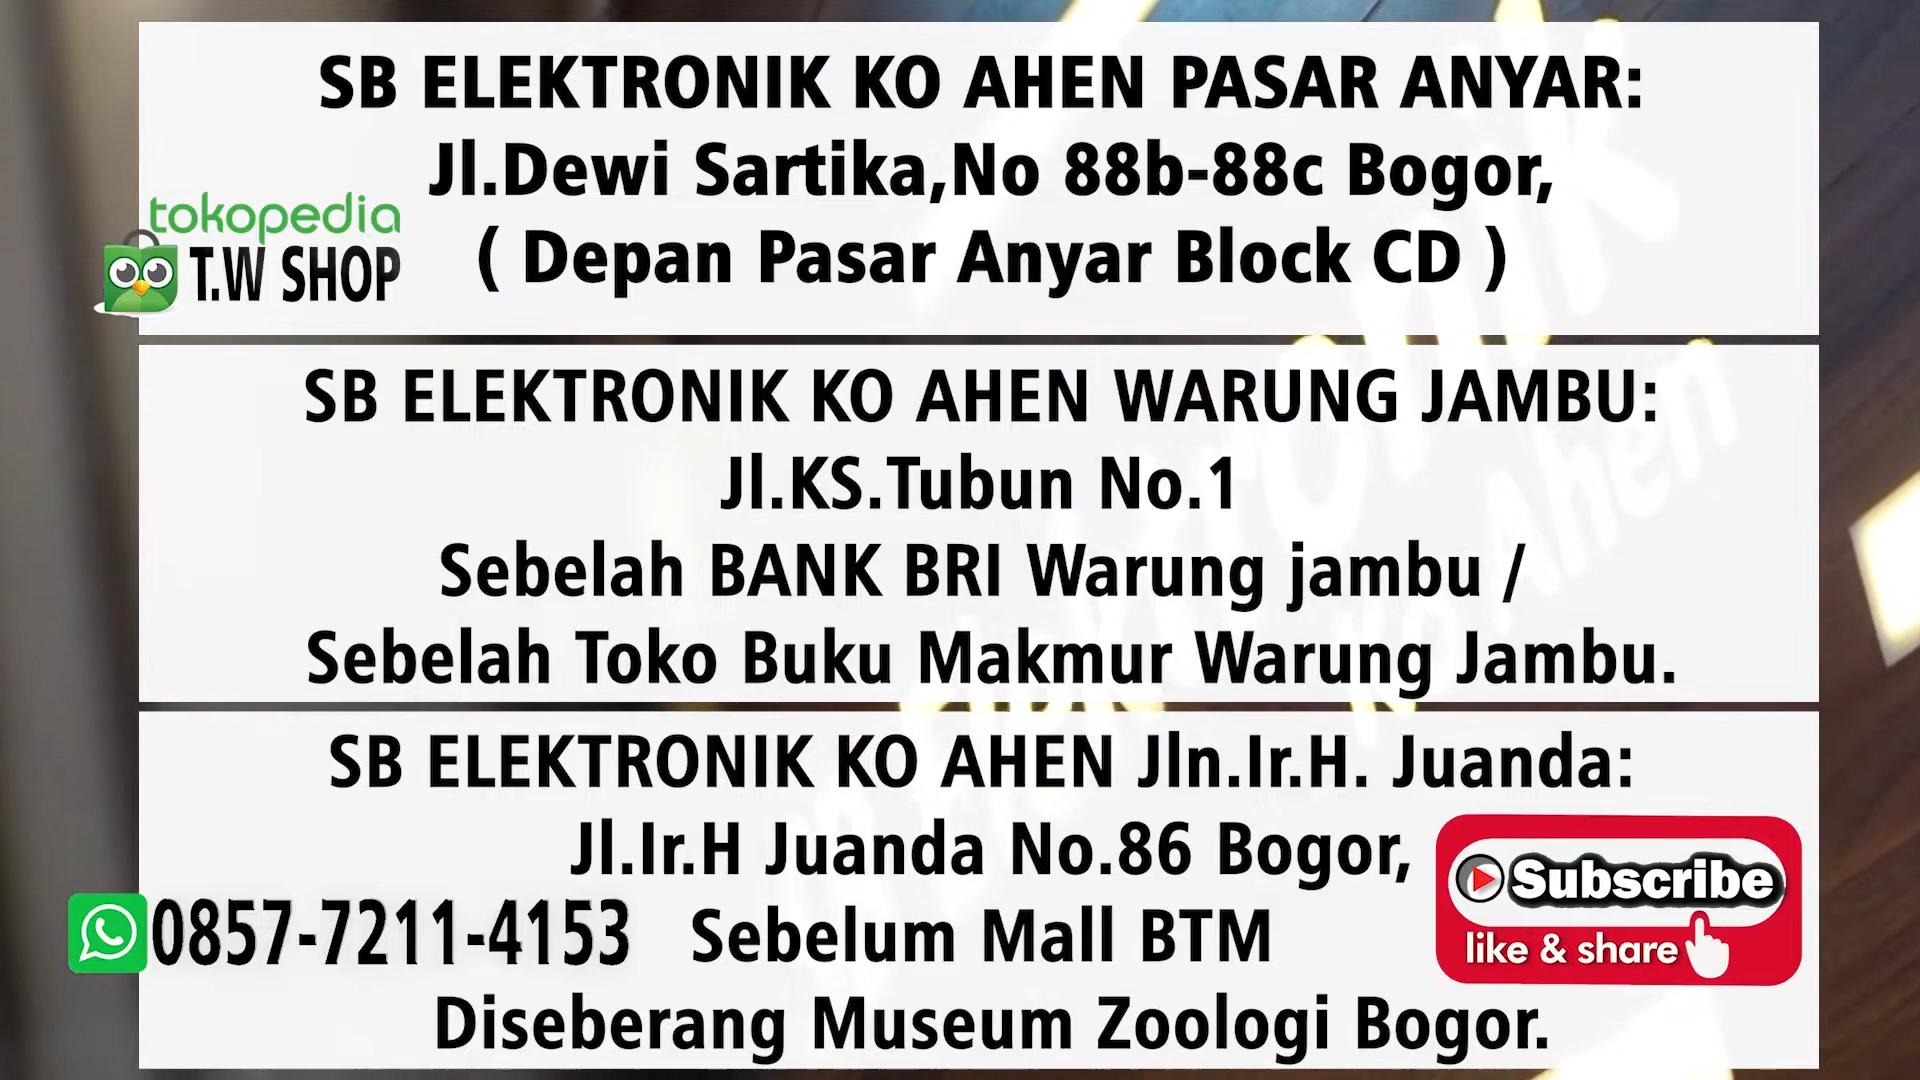 SB ELEKTRONIK KO AHEN PASAR ANYAR:
Jl.Dewi Sartika,No 88b-88c Bogor,
( Depan Pasar Anyar Block CD )
tokopedia
T.W SHOP
SB ELEKTRONIK KO AHEN WARUNG JAMBU:
Jl.KS.Tubun No.1
Sebelah BANK BRI Warung jambu /
Sebelah Toko Buku Makmur Warung Jambu.
SB ELEKTRONIK KO AHEN Jln.Ir.H. Juanda:
Jl.Ir.H Juanda No.86 Bogor,
Sebelum Mall BTM
Diseberang Museum Zoologi Bogor.
0857-7211-4153
Subscribe
like & share